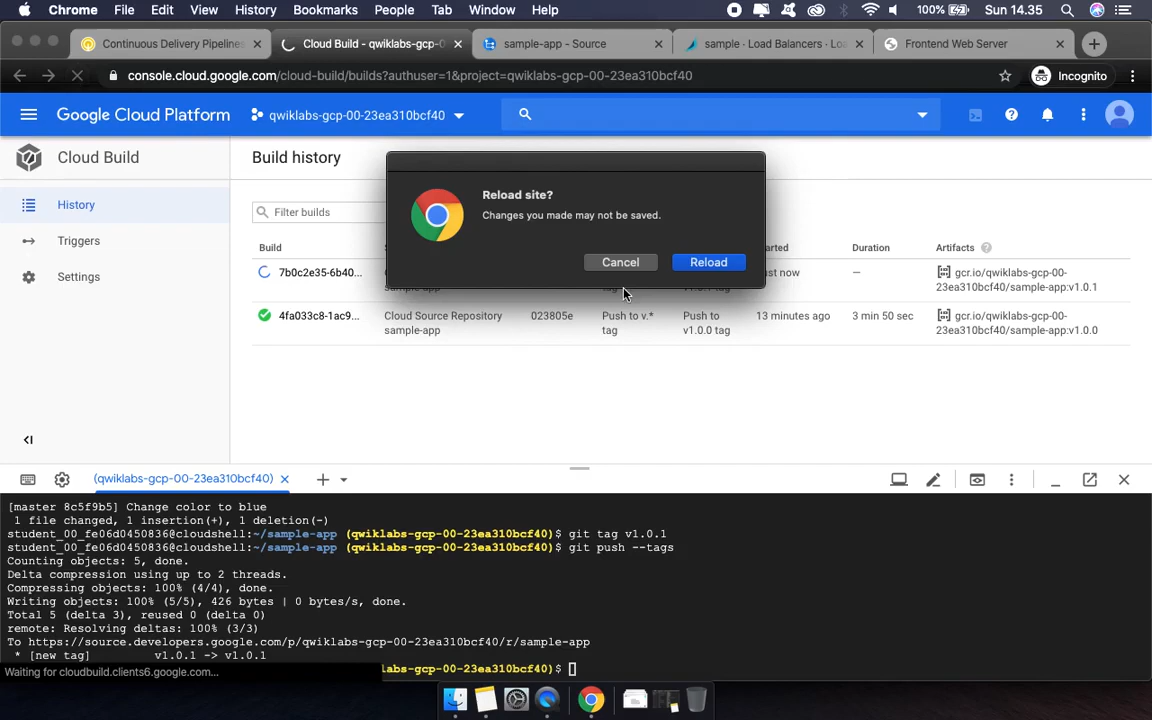 Chrome File Edit View History Bookmarks People Tab Window Help 100% Sun 14.35
Continuous Delivery Pipelines Cloud Build - qwiklabs-gcp-0 sample-app - Source sample · Load Balancers · Lo Frontend Web Server
console.cloud.google.com/cloud-build/builds?authuser=1&project=qwiklabs-gcp-00-23ea310bcf40 Incognito
Google Cloud Platform qwiklabs-gcp-00-23ea310bcf40
Cloud Build
History
Triggers
Settings
Build history
Filter builds
Reload site?
Changes you made may not be saved.
Cancel Reload
Build Duration Artifacts
7b0c2e35-6b40... just now – gcr.io/qwiklabs-gcp-00-
23ea310bcf40/sample-app:v1.0.1
4fa033c8-1ac9... Cloud Source Repository 023805e Push to v.* Push to 13 minutes ago 3 min 50 sec gcr.io/qwiklabs-gcp-00-
sample-app tag v1.0.0 tag 23ea310bcf40/sample-app:v1.0.0
(qwiklabs-gcp-00-23ea310bcf40)
[master 8c5f9b5] Change color to blue
1 file changed, 1 insertion(+), 1 deletion(-)
student_00_fe06d0450836@cloudshell:~/sample-app (qwiklabs-gcp-00-23ea310bcf40)$ git tag v1.0.1
student_00_fe06d0450836@cloudshell:~/sample-app (qwiklabs-gcp-00-23ea310bcf40)$ git push --tags
Counting objects: 5, done.
Delta compression using up to 2 threads.
Compressing objects: 100% (4/4), done.
Writing objects: 100% (5/5), 426 bytes | 0 bytes/s, done.
Total 5 (delta 3), reused 0 (delta 0)
remote: Resolving deltas: 100% (3/3)
To https://source.developers.google.com/p/qwiklabs-gcp-00-23ea310bcf40/r/sample-app
* [new tag] v1.0.1 -> v1.0.1
Waiting for cloudbuild.clients6.google.com... labs-gcp-00-23ea310bcf40)$